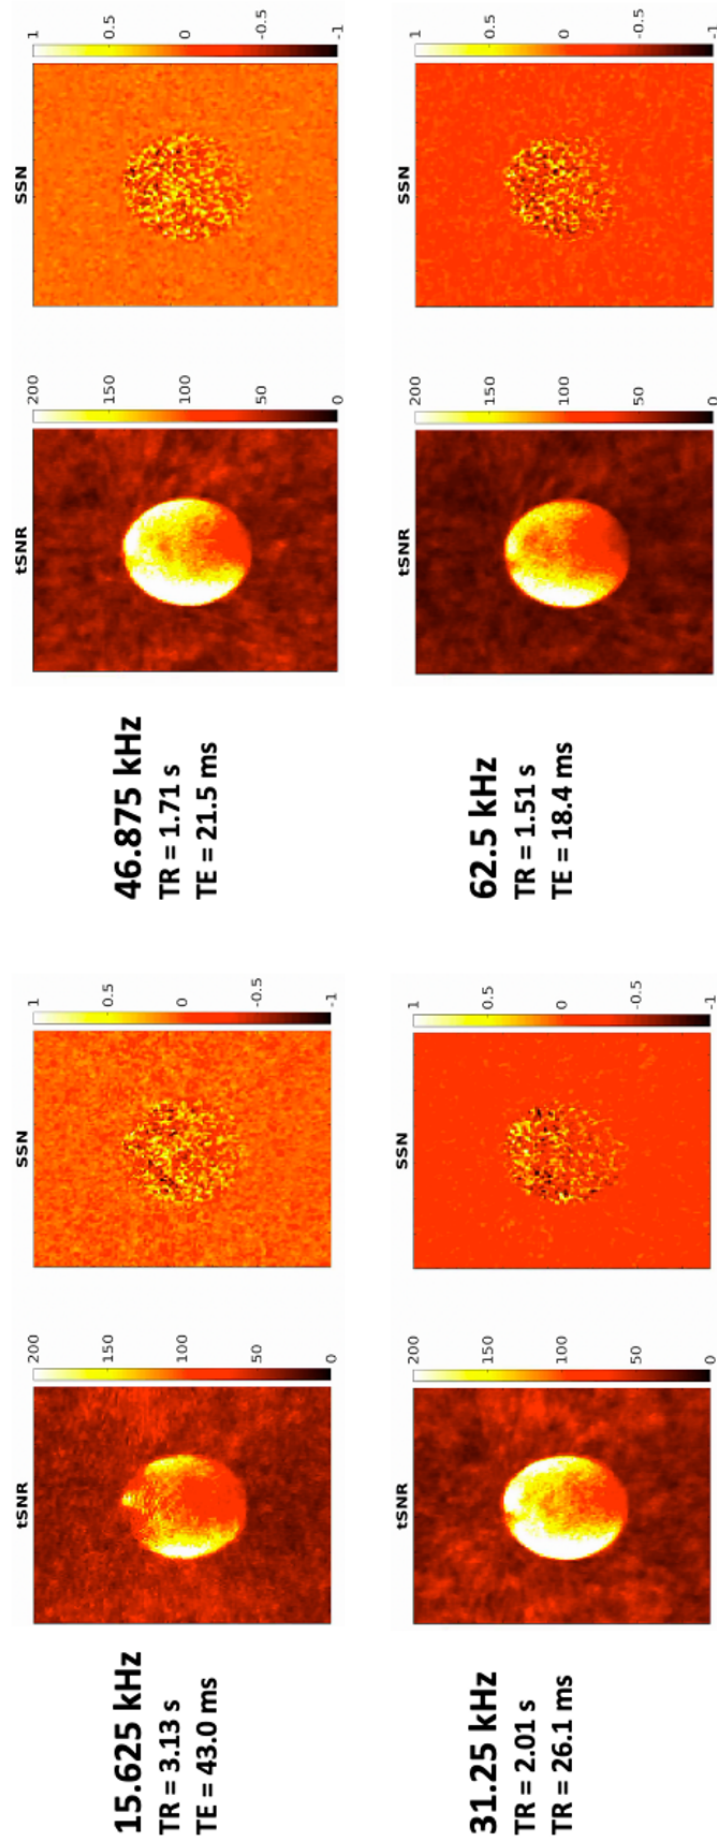 15.625 kHz
TR = 3.13 s
TE = 43.0 ms
tSNR
200
150
100
50
0
SSN
1
0.5
0
-0.5
-1
46.875 kHz
TR = 1.71 s
TE = 21.5 ms
tSNR
200
150
100
50
0
SSN
1
0.5
0
-0.5
-1
31.25 kHz
TR = 2.01 s
TR = 26.1 ms
tSNR
200
150
100
50
0
SSN
1
0.5
0
-0.5
-1
62.5 kHz
TR = 1.51 s
TE = 18.4 ms
tSNR
200
150
100
50
0
SSN
1
0.5
0
-0.5
-1